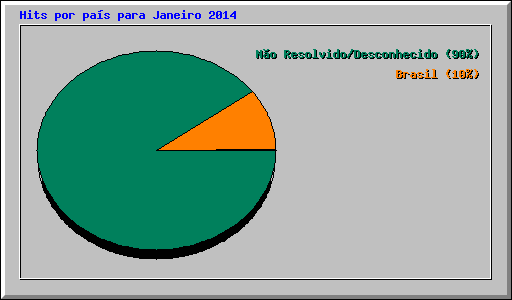 Hits por país para Janeiro 2014
Não Resolvido/Desconhecido (90%)
Brasil (10%)